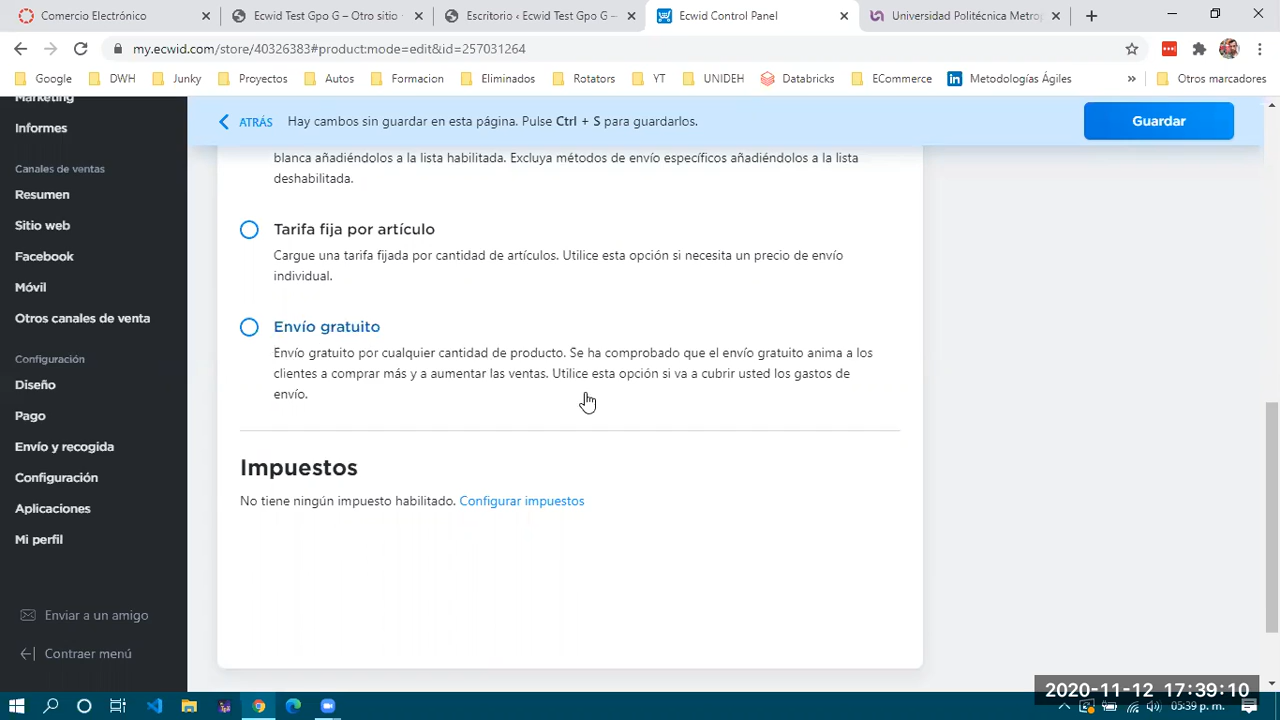 Comercio Electrónico
Ecwid Test Gpo G – Otro sitio
Escritorio ‹ Ecwid Test Gpo G –
Ecwid Control Panel
Universidad Politécnica Metro
my.ecwid.com/store/40326383#product:mode=edit&id=257031264
Google
DWH
Junky
Proyectos
Autos
Formacion
Eliminados
Rotators
YT
UNIDEH
Databricks
ECommerce
Metodologías Ágiles
»
Otros marcadores
Marketing
Informes
Canales de ventas
Resumen
Sitio web
Facebook
Móvil
Otros canales de venta
Configuración
Diseño
Pago
Envío y recogida
Configuración
Aplicaciones
Mi perfil
Enviar a un amigo
Contraer menú
ATRÁS
Hay cambios sin guardar en esta página. Pulse Ctrl + S para guardarlos.
Guardar
blanca añadiéndolos a la lista habilitada. Excluya métodos de envío específicos añadiéndolos a la lista
deshabilitada.
Tarifa fija por artículo
Cargue una tarifa fijada por cantidad de artículos. Utilice esta opción si necesita un precio de envío
individual.
Envío gratuito
Envío gratuito por cualquier cantidad de producto. Se ha comprobado que el envío gratuito anima a los
clientes a comprar más y a aumentar las ventas. Utilice esta opción si va a cubrir usted los gastos de
envío.
Impuestos
No tiene ningún impuesto habilitado. Configurar impuestos
2020-11-12 17:39:10
05:39 p. m.